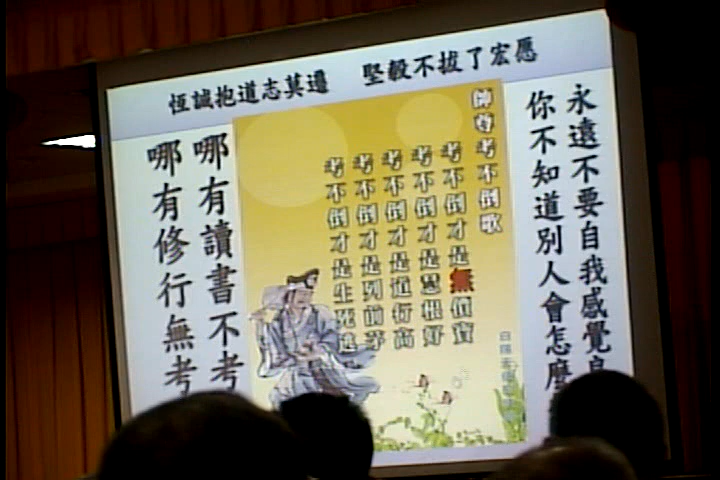 恆誠抱道志莫遷　堅毅不拔了宏愿
永遠不要自我感覺
你不知道別人會怎麼
師尊考不倒歌
考不倒才是無價寶
考不倒才是慧根好
考不倒才是道行高
考不倒才是列前茅
考不倒才是生死逃
哪有讀書不考
哪有修行無考